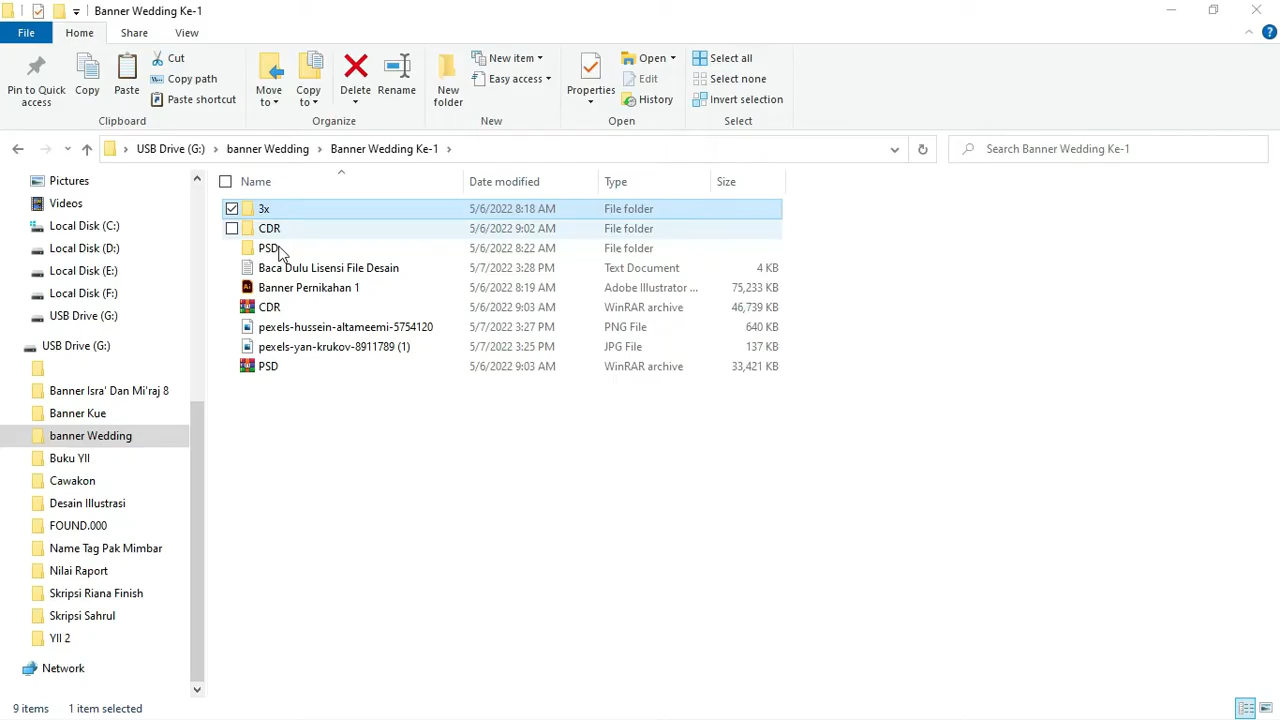 Banner Wedding Ke-1
File Home Share View
Pin to Quick access
Copy
Paste
Cut
Copy path
Paste shortcut
Clipboard
Move to
Copy to
Delete
Rename
Organize
New folder
New item
Easy access
New
Properties
Open
Edit
History
Open
Select all
Select none
Invert selection
Select
USB Drive (G:) banner Wedding Banner Wedding Ke-1
Search Banner Wedding Ke-1
Pictures
Videos
Local Disk (C:)
Local Disk (D:)
Local Disk (E:)
Local Disk (F:)
USB Drive (G:)
USB Drive (G:)
Banner Isra' Dan Mi'raj 8
Banner Kue
banner Wedding
Buku YII
Cawakon
Desain Illustrasi
FOUND.000
Name Tag Pak Mimbar
Nilai Raport
Skripsi Riana Finish
Skripsi Sahrul
YII 2
Network
Name Date modified Type Size
3x 5/6/2022 8:18 AM File folder
CDR 5/6/2022 9:02 AM File folder
PSD 5/6/2022 8:22 AM File folder
Baca Dulu Lisensi File Desain 5/7/2022 3:28 PM Text Document 4 KB
Banner Pernikahan 1 5/6/2022 8:19 AM Adobe Illustrator ... 75,233 KB
CDR 5/6/2022 9:03 AM WinRAR archive 46,739 KB
pexels-hussein-altameemi-5754120 5/7/2022 3:27 PM PNG File 640 KB
pexels-yan-krukov-8911789 (1) 5/7/2022 3:25 PM JPG File 137 KB
PSD 5/6/2022 9:03 AM WinRAR archive 33,421 KB
9 items 1 item selected